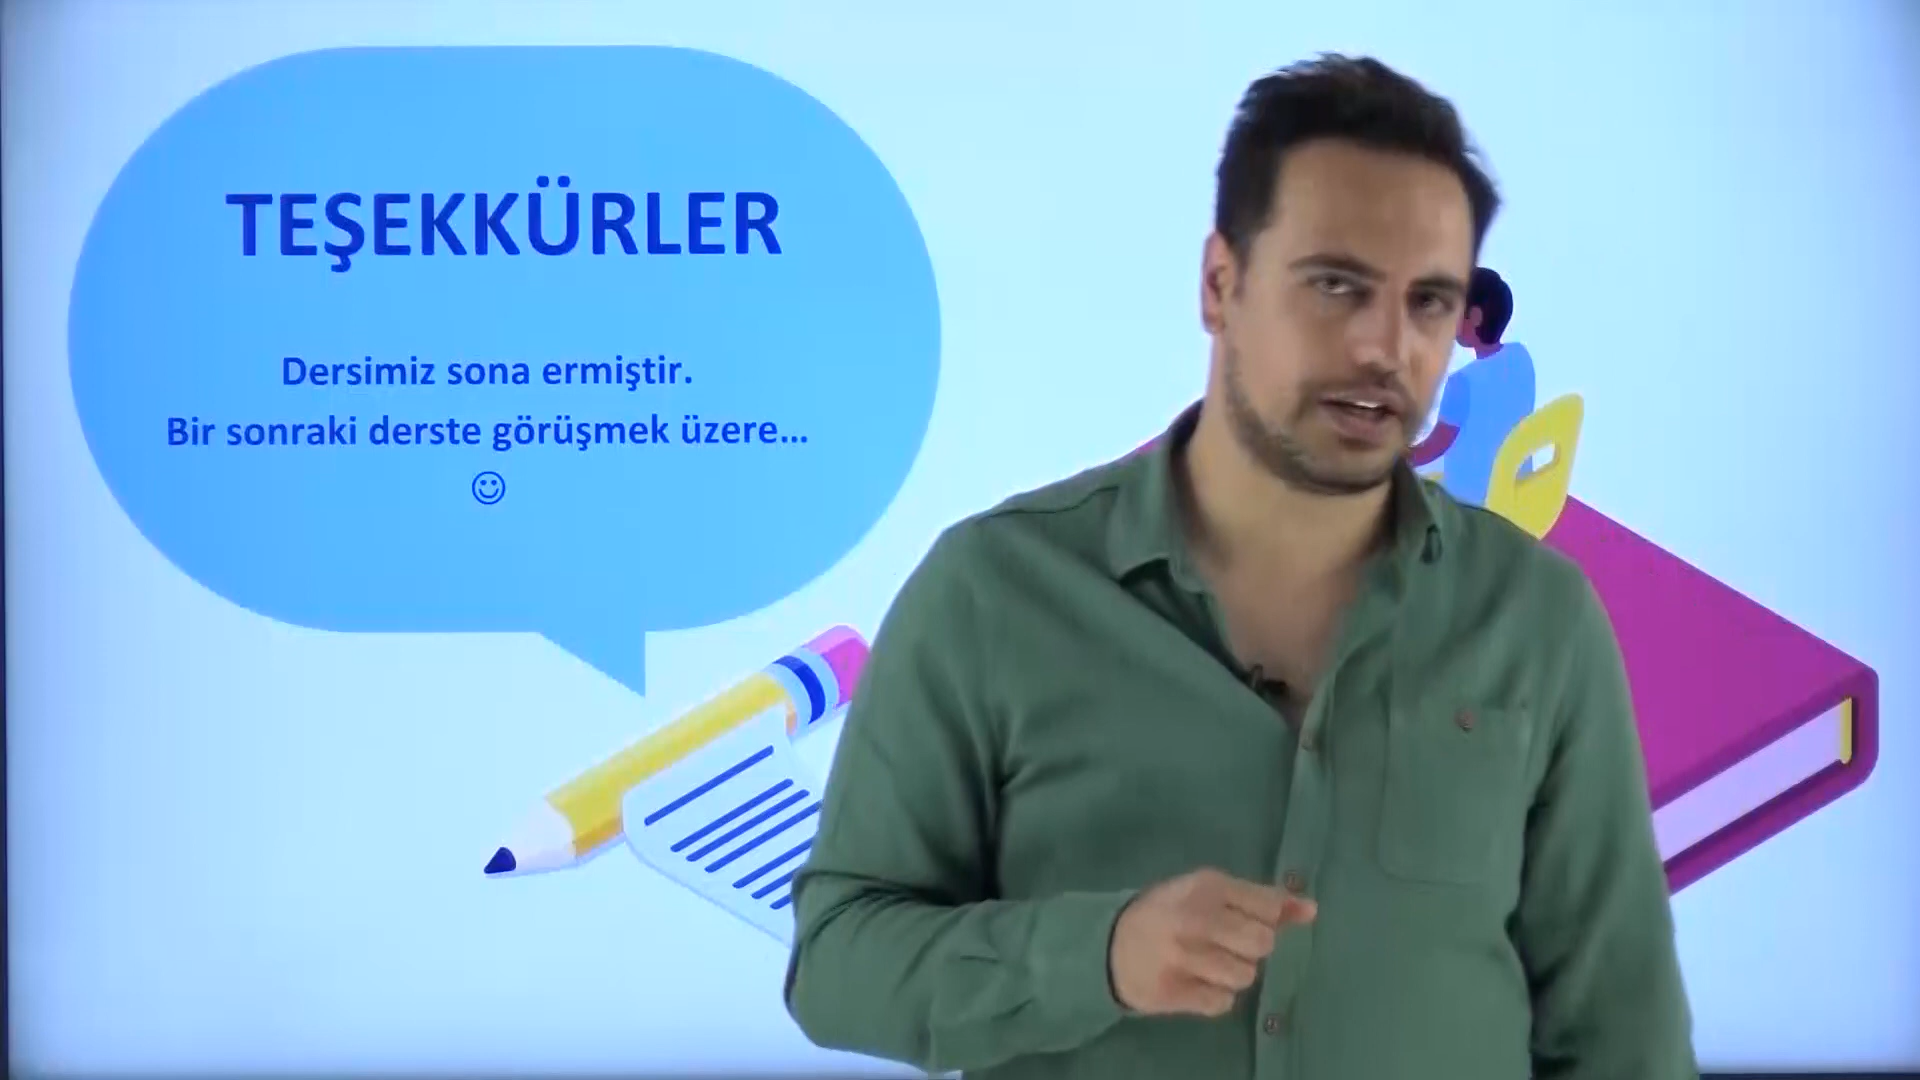 TEŞEKKÜRLER
Dersimiz sona ermiştir.
Bir sonraki derste görüşmek üzere...
☺